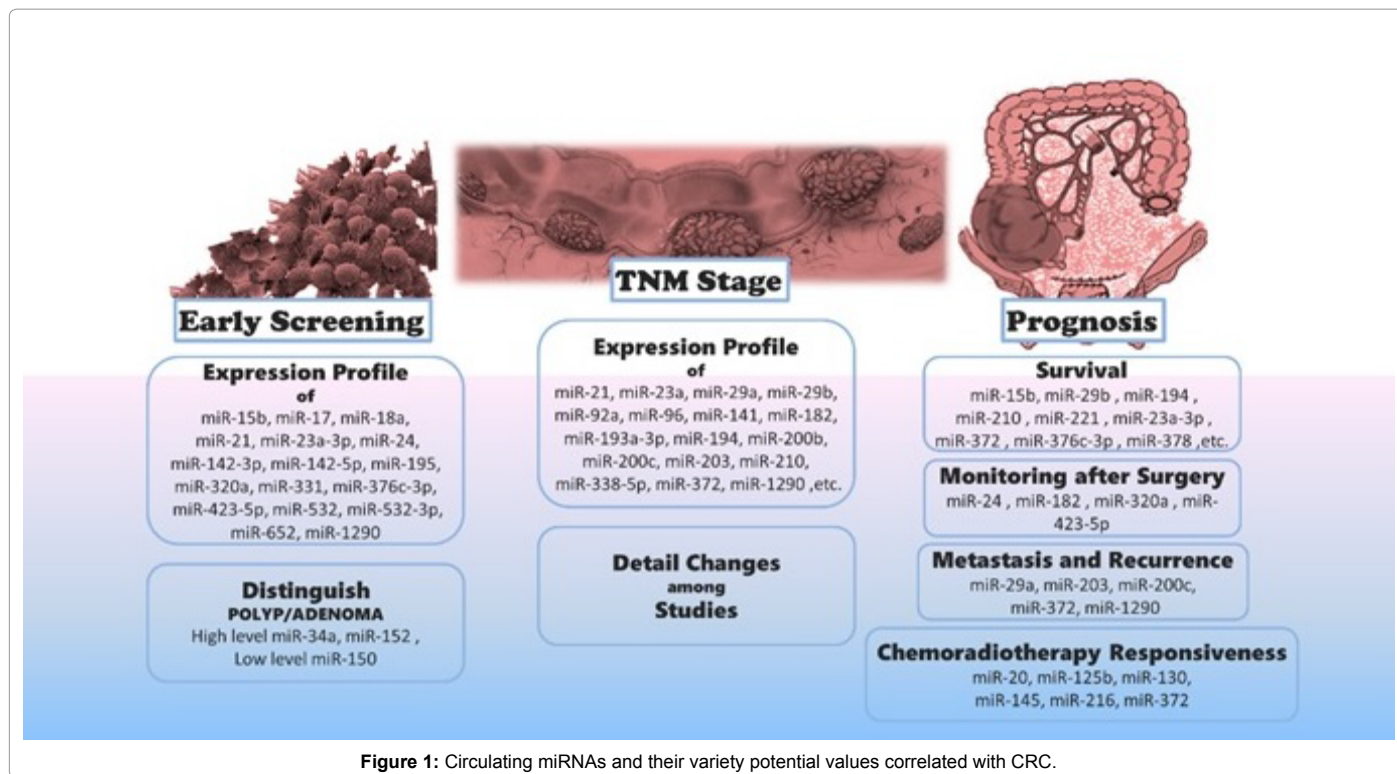 Early Screening
Expression Profile
of
miR-15b, miR-17, miR-18a,
miR-21, miR-23a-3p, miR-24,
miR-142-3p, miR-142-5p, miR-195,
miR-320a, miR-331, miR-376c-3p,
miR-423-5p, miR-532, miR-532-3p,
miR-652, miR-1290
Distinguish
POLYP/ADENOMA
High level miR-34a, miR-152 ,
Low level miR-150
TNM Stage
Expression Profile
of
miR-21, miR-23a, miR-29a, miR-29b,
miR-92a, miR-96, miR-141, miR-182,
miR-193a-3p, miR-194, miR-200b,
miR-200c, miR-203, miR-210,
miR-338-5p, miR-372, miR-1290 ,etc.
Detail Changes
among
Studies
Prognosis
Survival
miR-15b, miR-29b , miR-194 ,
miR-210 , miR-221 , miR-23a-3p ,
miR-372 , miR-376c-3p , miR-378 ,etc.
Monitoring after Surgery
miR-24 , miR-182 , miR-320a , miR-
423-5p
Metastasis and Recurrence
miR-29a, miR-203, miR-200c,
miR-372, miR-1290
Chemoradiotherapy Responsiveness
miR-20, miR-125b, miR-130,
miR-145, miR-216, miR-372
Figure 1: Circulating miRNAs and their variety potential values correlated with CRC.